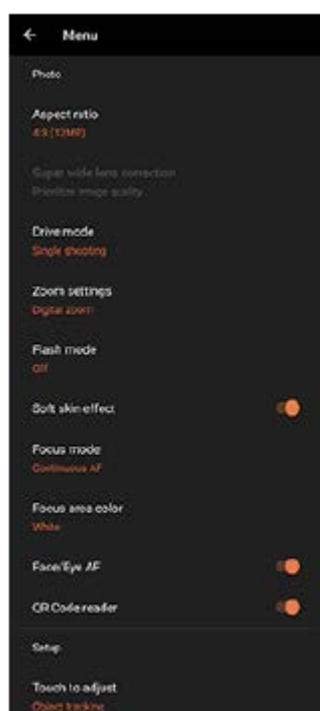 Menu
Photo
Aspect ratio
4:3 (12MP)
Super wide lens correction
Prioritize image quality
Drive mode
Single shooting
Zoom settings
Digital zoom
Flash mode
Off
Soft skin effect
Focus mode
Continuous AF
Focus area color
White
Face/Eye AF
QR Code reader
Setup
Touch to adjust
Object tracking